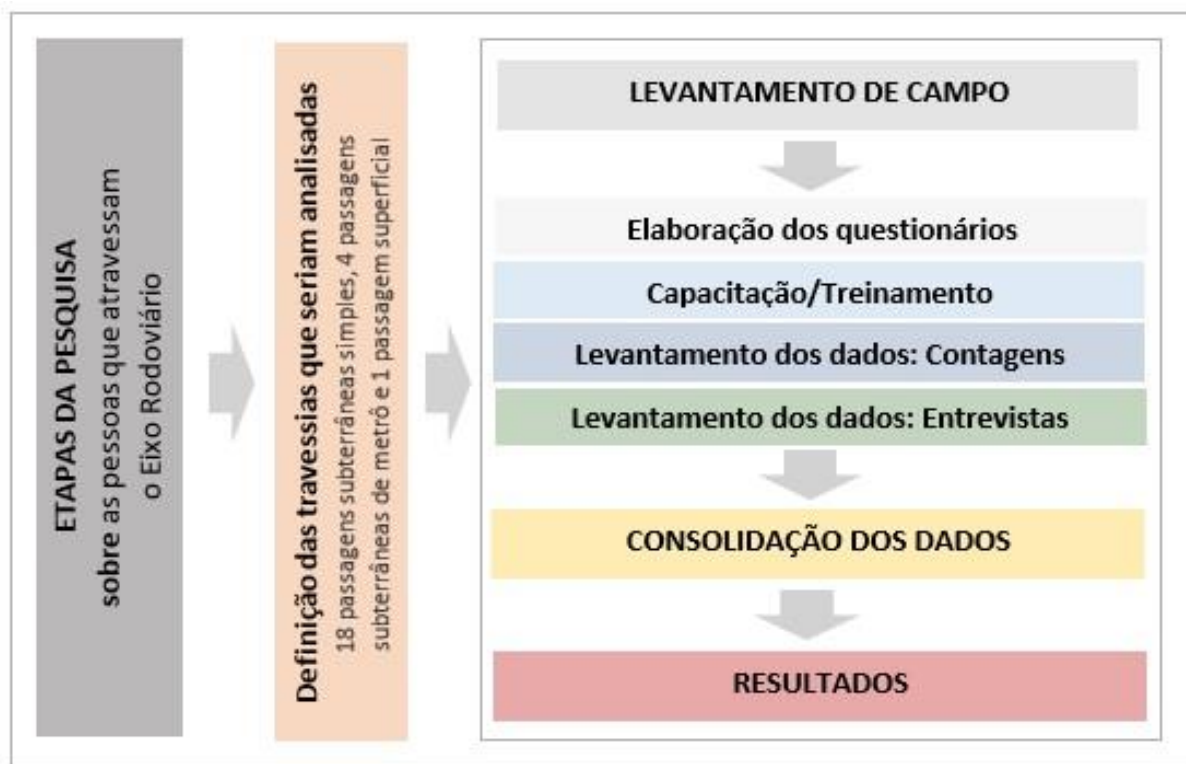 ETAPAS DA PESQUISA
sobre as pessoas que atravessam
o Eixo Rodoviário
Definição das travessias que seriam analisadas
18 passagens subterrâneas simples, 4 passagens
subterrâneas de metrô e 1 passagem superficial
LEVANTAMENTO DE CAMPO
Elaboração dos questionários
Capacitação/Treinamento
Levantamento dos dados: Contagens
Levantamento dos dados: Entrevistas
CONSOLIDAÇÃO DOS DADOS
RESULTADOS